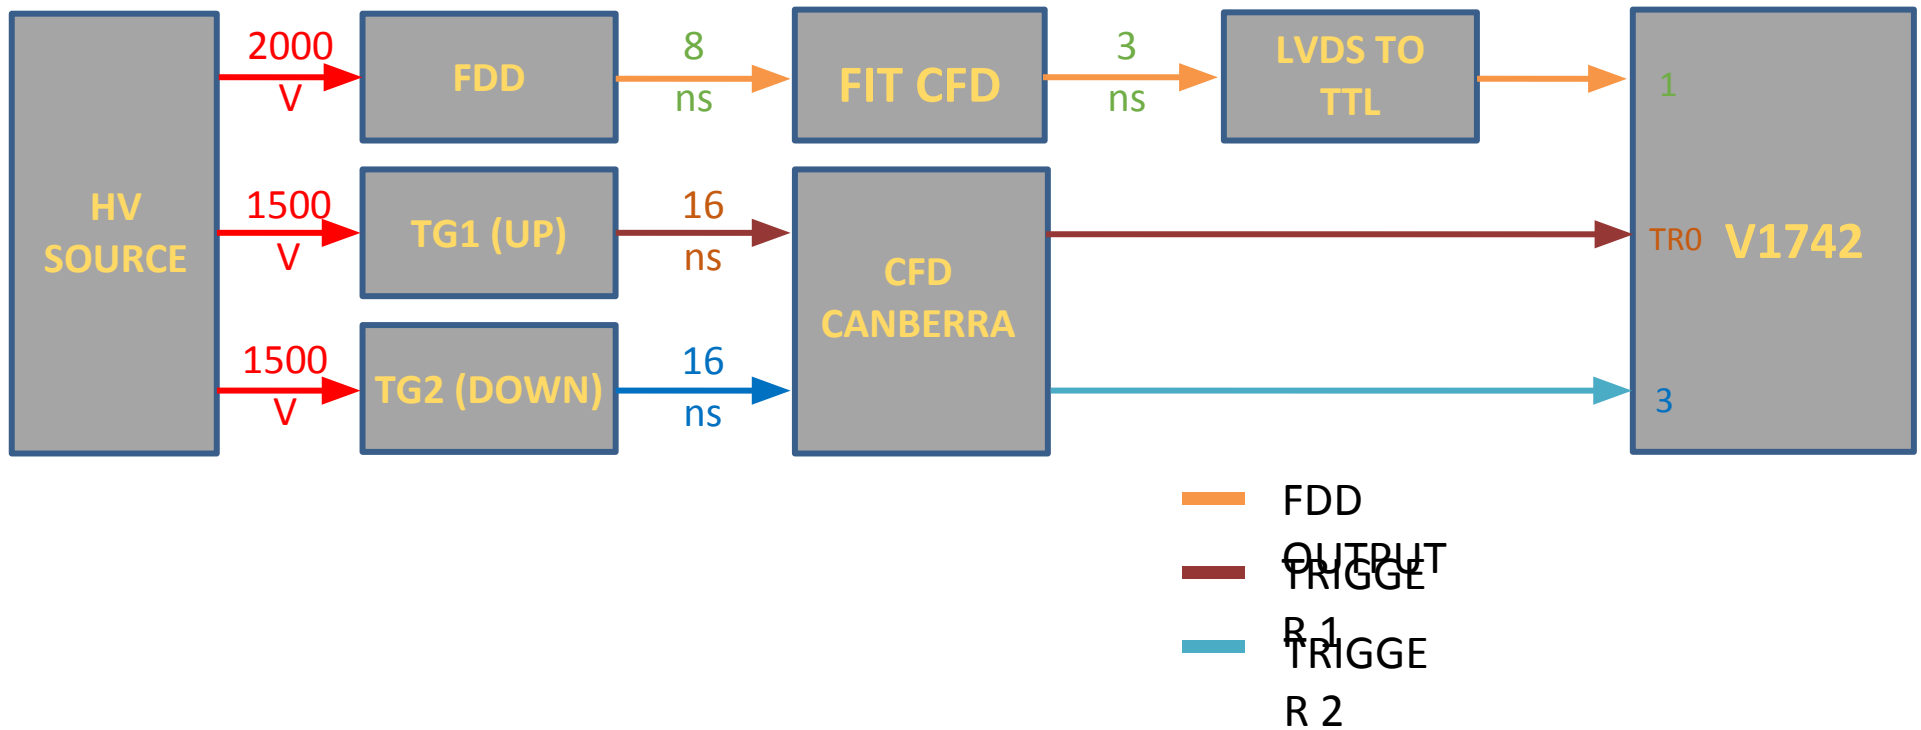 HV
SOURCE
2000
V
FDD
8
ns
FIT CFD
3
ns
LVDS TO
TTL
1
1500
V
TG1 (UP)
16
ns
CFD
CANBERRA
TR0
V1742
1500
V
TG2 (DOWN)
16
ns
3
FDD
OUTPUT
TRIGGE
R 1
TRIGGE
R 2